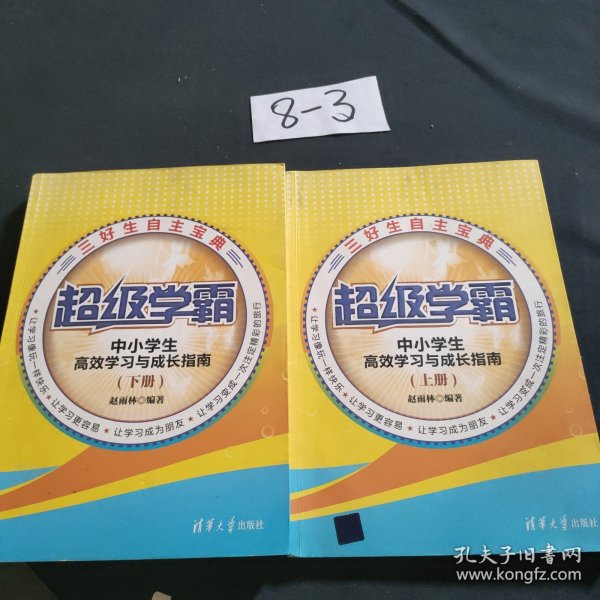 8-3
三好生自主宝典
超级学霸
中小学生
高效学习与成长指南
(下册)
赵雨林◆编著
让学习像玩一样快乐★让学习更容易★让学习成为朋友★让学习变成一次注定精彩的旅行
清华大学出版社
三好生自主宝典
超级学霸
中小学生
高效学习与成长指南
(上册)
赵雨林◆编著
让学习像玩一样快乐★让学习更容易★让学习成为朋友★让学习变成一次注定精彩的旅行
清华大学出版社
孔夫子旧书网
www.kongfz.com